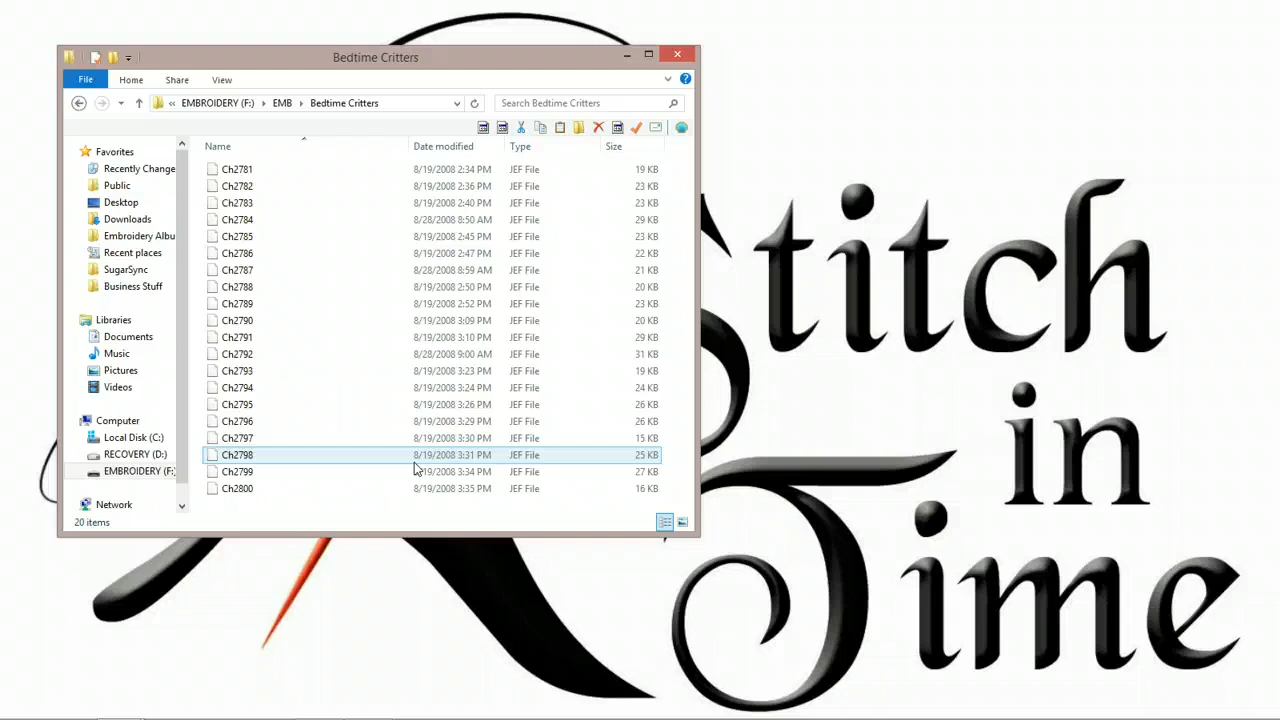 Bedtime Critters
File Home Share View
« EMBROIDERY (F:) › EMB › Bedtime Critters
Search Bedtime Critters
Name Date modified Type Size
Favorites
Recently Change
Public
Desktop
Downloads
Embroidery Albu
Recent places
SugarSync
Business Stuff
Libraries
Documents
Music
Pictures
Videos
Computer
Local Disk (C:)
RECOVERY (D:)
EMBROIDERY (F:
Network
Ch2781 8/19/2008 2:34 PM JEF File 19 KB
Ch2782 8/19/2008 2:36 PM JEF File 23 KB
Ch2783 8/19/2008 2:40 PM JEF File 23 KB
Ch2784 8/28/2008 8:50 AM JEF File 29 KB
Ch2785 8/19/2008 2:45 PM JEF File 23 KB
Ch2786 8/19/2008 2:47 PM JEF File 22 KB
Ch2787 8/28/2008 8:59 AM JEF File 21 KB
Ch2788 8/19/2008 2:50 PM JEF File 20 KB
Ch2789 8/19/2008 2:52 PM JEF File 23 KB
Ch2790 8/19/2008 3:09 PM JEF File 20 KB
Ch2791 8/19/2008 3:10 PM JEF File 29 KB
Ch2792 8/28/2008 9:00 AM JEF File 31 KB
Ch2793 8/19/2008 3:23 PM JEF File 19 KB
Ch2794 8/19/2008 3:24 PM JEF File 24 KB
Ch2795 8/19/2008 3:26 PM JEF File 26 KB
Ch2796 8/19/2008 3:29 PM JEF File 26 KB
Ch2797 8/19/2008 3:30 PM JEF File 15 KB
Ch2798 8/19/2008 3:31 PM JEF File 25 KB
Ch2799 8/19/2008 3:34 PM JEF File 27 KB
Ch2800 8/19/2008 3:35 PM JEF File 16 KB
20 items
Stitch
in
Time